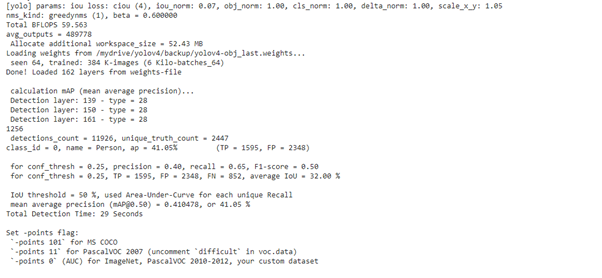 [yolo] params: iou loss: ciou (4), iou_norm: 0.07, obj_norm: 1.00, cls_norm: 1.00, delta_norm: 1.00, scale_x_y: 1.05
nms_kind: greedynms (1), beta = 0.600000
Total BFLOPS 59.563
avg_outputs = 489778
Allocate additional workspace_size = 52.43 MB
Loading weights from /mydrive/yolov4/backup/yolov4-obj_last.weights...
seen 64, trained: 384 K-images (6 Kilo-batches_64)
Done! Loaded 162 layers from weights-file
calculation mAP (mean average precision)...
Detection layer: 139 - type = 28
Detection layer: 150 - type = 28
Detection layer: 161 - type = 28
1256
detections_count = 11926, unique_truth_count = 2447
class_id = 0, name = Person, ap = 41.05% (TP = 1595, FP = 2348)
for conf_thresh = 0.25, precision = 0.40, recall = 0.65, F1-score = 0.50
for conf_thresh = 0.25, TP = 1595, FP = 2348, FN = 852, average IoU = 32.00 %
IoU threshold = 50 %, used Area-Under-Curve for each unique Recall
mean average precision (mAP@0.50) = 0.410478, or 41.05 %
Total Detection Time: 29 Seconds
Set -points flag:
`-points 101` for MS COCO
`-points 11` for PascalVOC 2007 (uncomment `difficult` in voc.data)
`-points 0` (AUC) for ImageNet, PascalVOC 2010-2012, your custom dataset